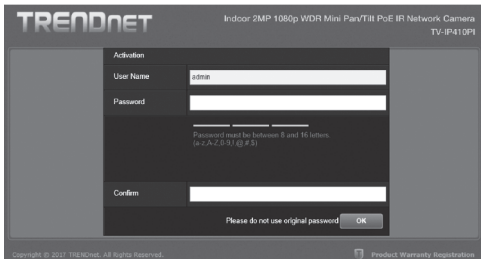 TRENDNET
Indoor 2MP 1080p WDR Mini Pan/Tilt PoE IR Network Camera
TV-IP410PI
Activation
User Name
admin
Password
Password must be between 8 and 16 letters.
(a-z,A-Z,0-9,! @ # $)
Confirm
Please do not use original password
OK
Copyright © 2017 TRENDnet. All Rights Reserved.
Product Warranty Registration